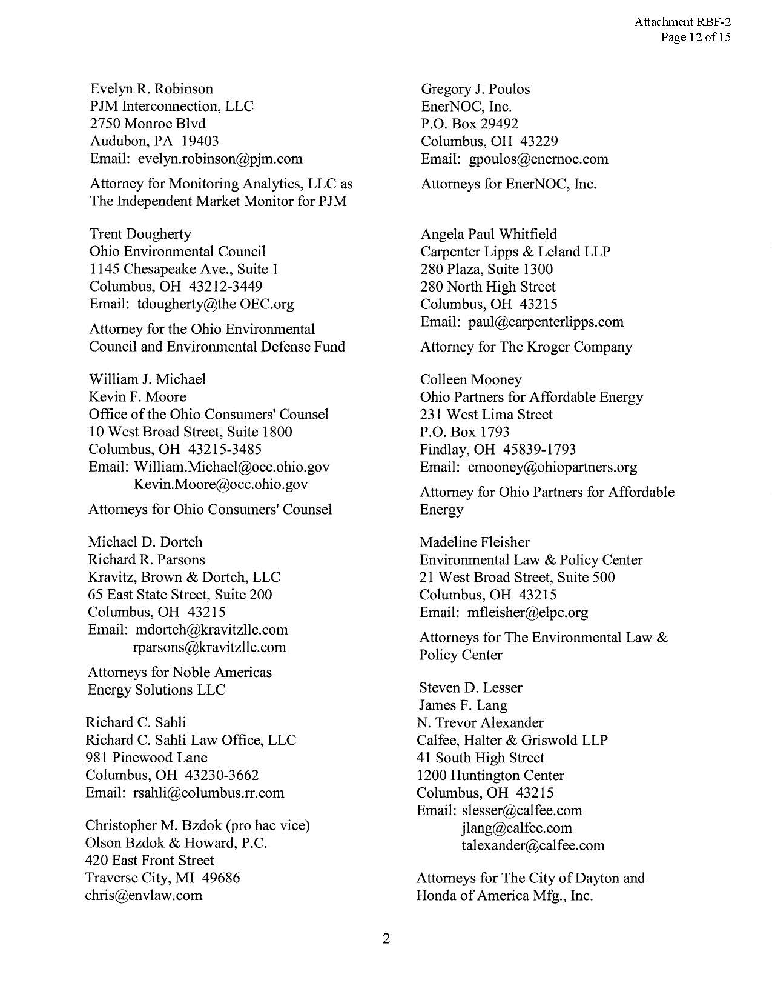 Attachment RBF-2
Page 12 of 15
Evelyn R. Robinson
PJM Interconnection, LLC
2750 Monroe Blvd
Audubon, PA 19403
Email: evelyn.robinson@pjm.com
Attorney for Monitoring Analytics, LLC as
The Independent Market Monitor for PJM
Trent Dougherty
Ohio Environmental Council
1145 Chesapeake Ave., Suite 1
Columbus, OH 43212-3449
Email: tdougherty@the OEC.org
Attorney for the Ohio Environmental
Council and Environmental Defense Fund
William J. Michael
Kevin F. Moore
Office of the Ohio Consumers' Counsel
10 West Broad Street, Suite 1800
Columbus, OH 43215-3485
Email: William.Michael@occ.ohio.gov
Kevin.Moore@occ.ohio.gov
Attorneys for Ohio Consumers' Counsel
Michael D. Dortch
Richard R. Parsons
Kravitz, Brown & Dortch, LLC
65 East State Street, Suite 200
Columbus, OH 43215
Email: mdortch@kravitzllc.com
rparsons@kravitzllc.com
Attorneys for Noble Americas
Energy Solutions LLC
Richard C. Sahli
Richard C. Sahli Law Office, LLC
981 Pinewood Lane
Columbus, OH 43230-3662
Email: rsahli@columbus.rr.com
Christopher M. Bzdok (pro hac vice)
Olson Bzdok & Howard, P.C.
420 East Front Street
Traverse City, MI 49686
chris@envlaw.com
Gregory J. Poulos
EnerNOC, Inc.
P.O. Box 29492
Columbus, OH 43229
Email: gpoulos@enernoc.com
Attorneys for EnerNOC, Inc.
Angela Paul Whitfield
Carpenter Lipps & Leland LLP
280 Plaza, Suite 1300
280 North High Street
Columbus, OH 43215
Email: paul@carpenterlipps.com
Attorney for The Kroger Company
Colleen Mooney
Ohio Partners for Affordable Energy
231 West Lima Street
P.O. Box 1793
Findlay, OH 45839-1793
Email: cmooney@ohiopartners.org
Attorney for Ohio Partners for Affordable
Energy
Madeline Fleisher
Environmental Law & Policy Center
21 West Broad Street, Suite 500
Columbus, OH 43215
Email: mfleisher@elpc.org
Attorneys for The Environmental Law &
Policy Center
Steven D. Lesser
James F. Lang
N. Trevor Alexander
Calfee, Halter & Griswold LLP
41 South High Street
1200 Huntington Center
Columbus, OH 43215
Email: slesser@calfee.com
jlang@calfee.com
talexander@calfee.com
Attorneys for The City of Dayton and
Honda of America Mfg., Inc.
2